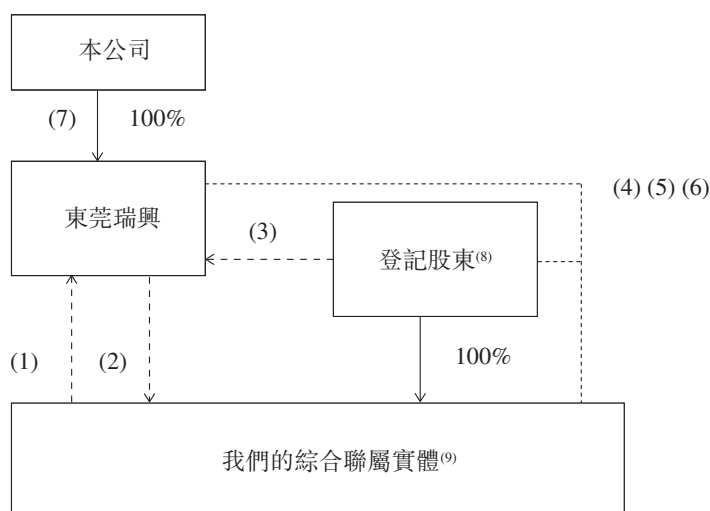 本公司
(7) 100%
東莞瑞興
(4) (5) (6)
(3)
登記股東(8)
(1) (2)
100%
我們的綜合聯屬實體(9)